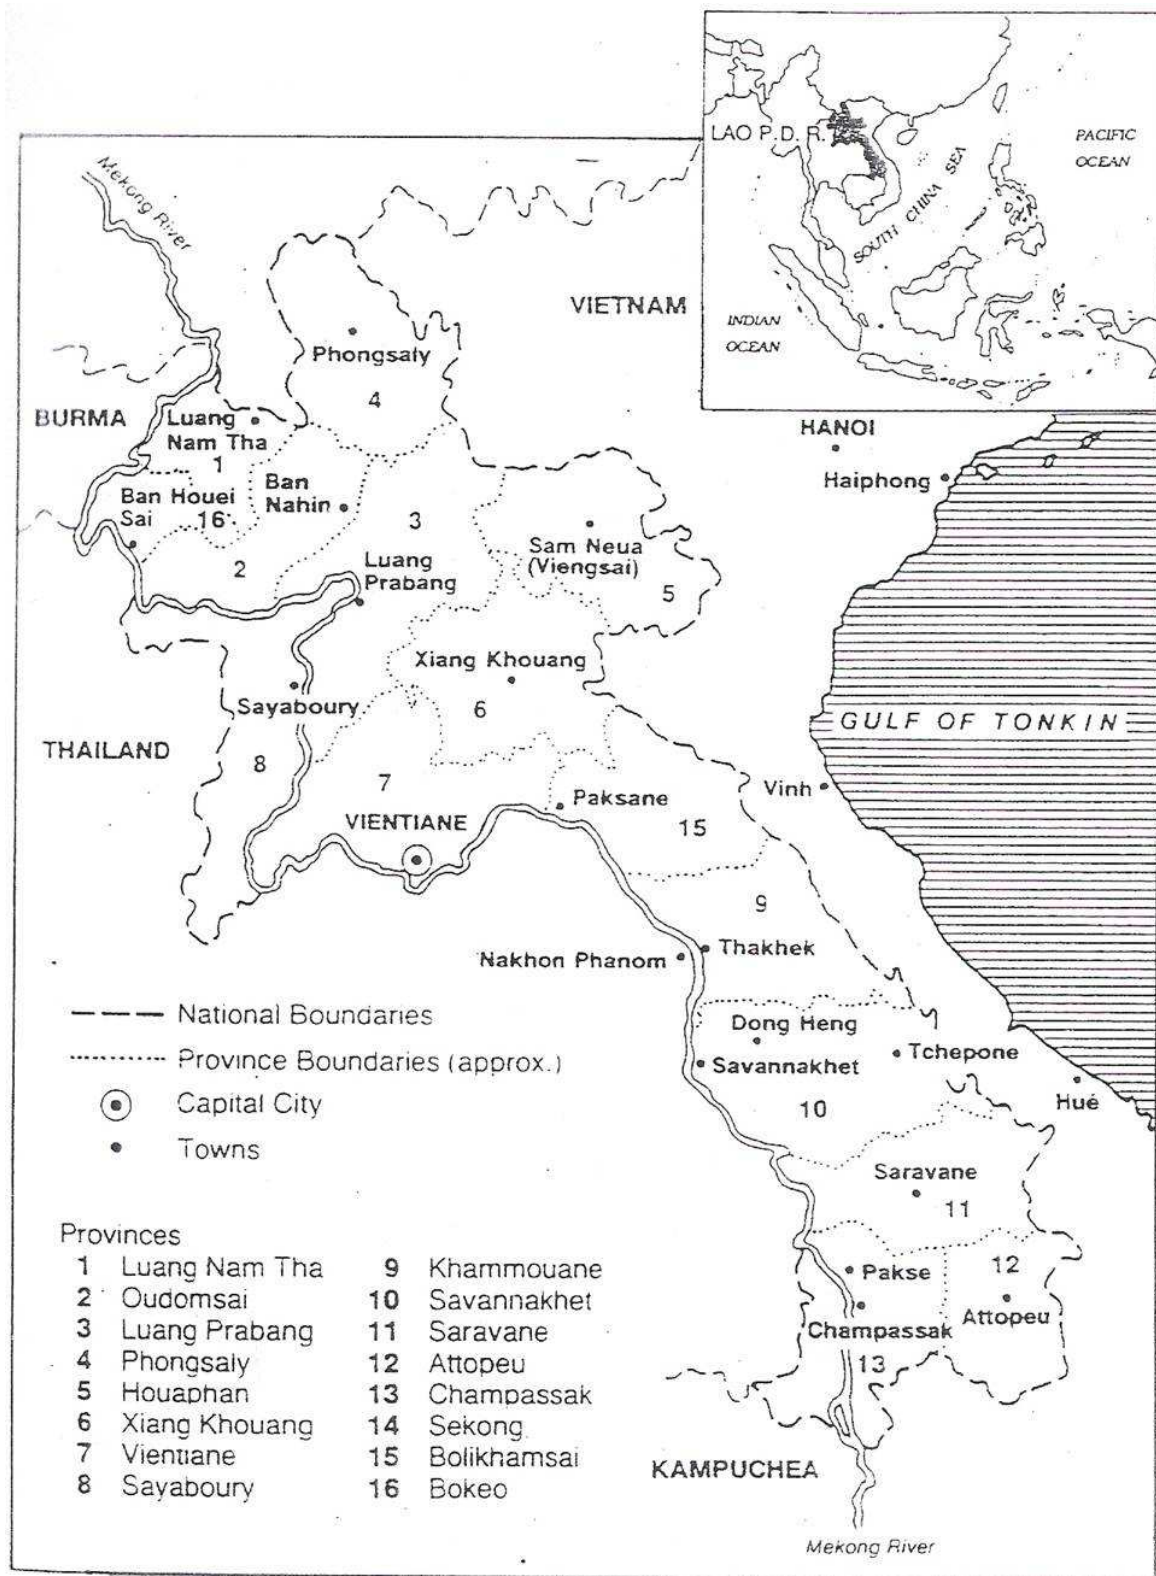 LAO P. D. R.
PACIFIC
OCEAN
SOUTH CHINA SEA
INDIAN
OCEAN
Mekong River
VIETNAM
Phongsaly
4
BURMA
Luang
Nam Tha
1
HANOI
Haiphong
Ban Houei
Sai
16
Ban
Nahin
3
2
Sam Neua
(Viengsai)
5
Luang
Prabang
Xiang Khouang
6
Sayaboury
GULF OF TONKIN
THAILAND
8
7
Vinh
VIENTIANE
Paksane
15
9
Nakhon Phanom
Thakhek
National Boundaries
Province Boundaries (approx.)
Capital City
Towns
Dong Heng
Savannakhet
Tchepone
10
Hué
Saravane
11
Pakse
12
Champassak
Attopeu
13
KAMPUCHEA
Mekong River
Provinces
1 Luang Nam Tha
2 Oudomsai
3 Luang Prabang
4 Phongsaly
5 Houaphan
6 Xiang Khouang
7 Vientiane
8 Sayaboury
9 Khammouane
10 Savannakhet
11 Saravane
12 Attopeu
13 Champassak
14 Sekong
15 Bolikhamsai
16 Bokeo